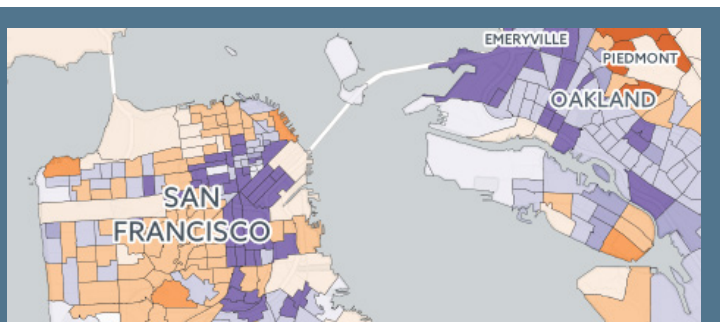 EMERYVILLE
PIEDMONT
OAKLAND
SAN
FRANCISCO